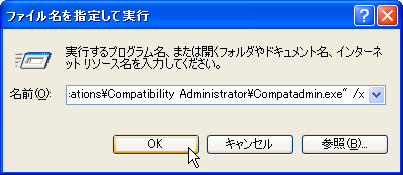 ファイル名を指定して実行
実行するプログラム名、または開くフォルダやドキュメント名、インター
ネット リソース名を入力してください。
名前(O): :ations¥Compatibility Administrator¥Compatadmin.exe" /x
OK キャンセル 参照(B)...